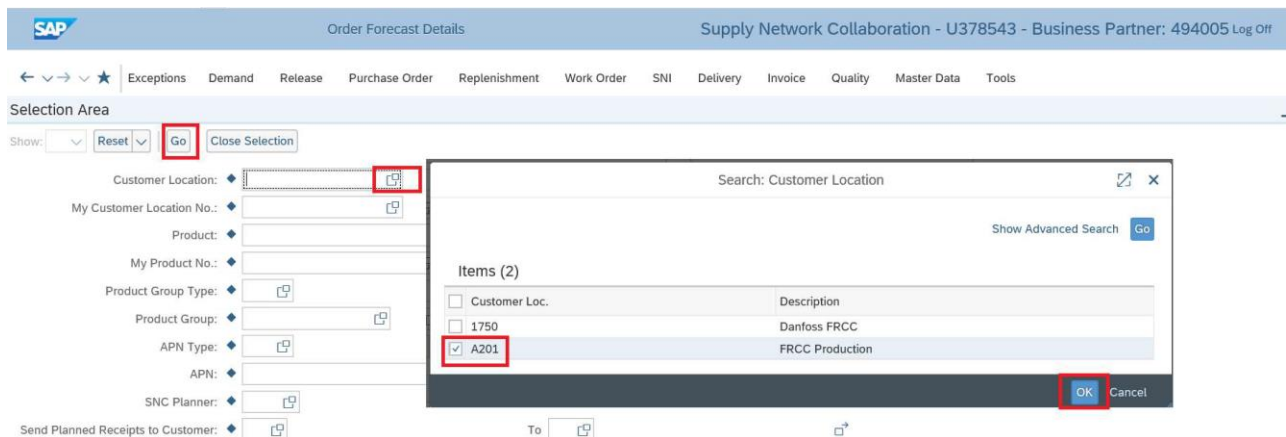 SAP Order Forecast Details Supply Network Collaboration - U378543 - Business Partner: 494005 Log Off
Exceptions Demand Release Purchase Order Replenishment Work Order SNI Delivery Invoice Quality Master Data Tools
Selection Area
Show: Reset Go Close Selection
Customer Location:
My Customer Location No.:
Product:
My Product No.:
Product Group Type:
Product Group:
APN Type:
APN:
SNC Planner:
Send Planned Receipts to Customer: To
Search: Customer Location
Show Advanced Search Go
Items (2)
Customer Loc. Description
1750 Danfoss FRCC
A201 FRCC Production
OK Cancel